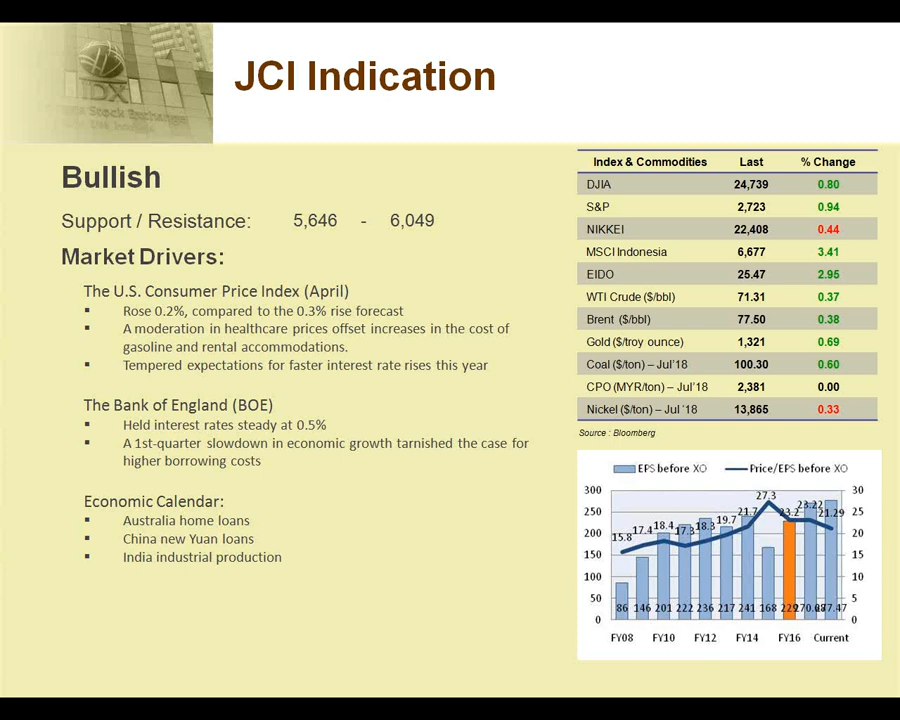 IDX
Stock Exchange
JCI Indication
Bullish
Support / Resistance: 5,646 - 6,049
Market Drivers:
The U.S. Consumer Price Index (April)
▪ Rose 0.2%, compared to the 0.3% rise forecast
▪ A moderation in healthcare prices offset increases in the cost of
gasoline and rental accommodations.
▪ Tempered expectations for faster interest rate rises this year
The Bank of England (BOE)
▪ Held interest rates steady at 0.5%
▪ A 1st-quarter slowdown in economic growth tarnished the case for
higher borrowing costs
Economic Calendar:
▪ Australia home loans
▪ China new Yuan loans
▪ India industrial production
Index & Commodities Last % Change
DJIA 24,739 0.80
S&P 2,723 0.94
NIKKEI 22,408 0.44
MSCI Indonesia 6,677 3.41
EIDO 25.47 2.95
WTI Crude ($/bbl) 71.31 0.37
Brent ($/bbl) 77.50 0.38
Gold ($/troy ounce) 1,321 0.69
Coal ($/ton) – Jul'18 100.30 0.60
CPO (MYR/ton) – Jul'18 2,381 0.00
Nickel ($/ton) – Jul ´18 13,865 0.33
Source : Bloomberg
EPS before XO Price/EPS before XO
300 250 200 150 100 50 0
15.8 17.4 18.4 17.3 18.3 19.7 21.7 27.3 23.2 23.22 21.29
86 146 201 222 236 217 241 168 229 270.68 277.47
30 25 20 15 10 5 0
FY08 FY10 FY12 FY14 FY16 Current